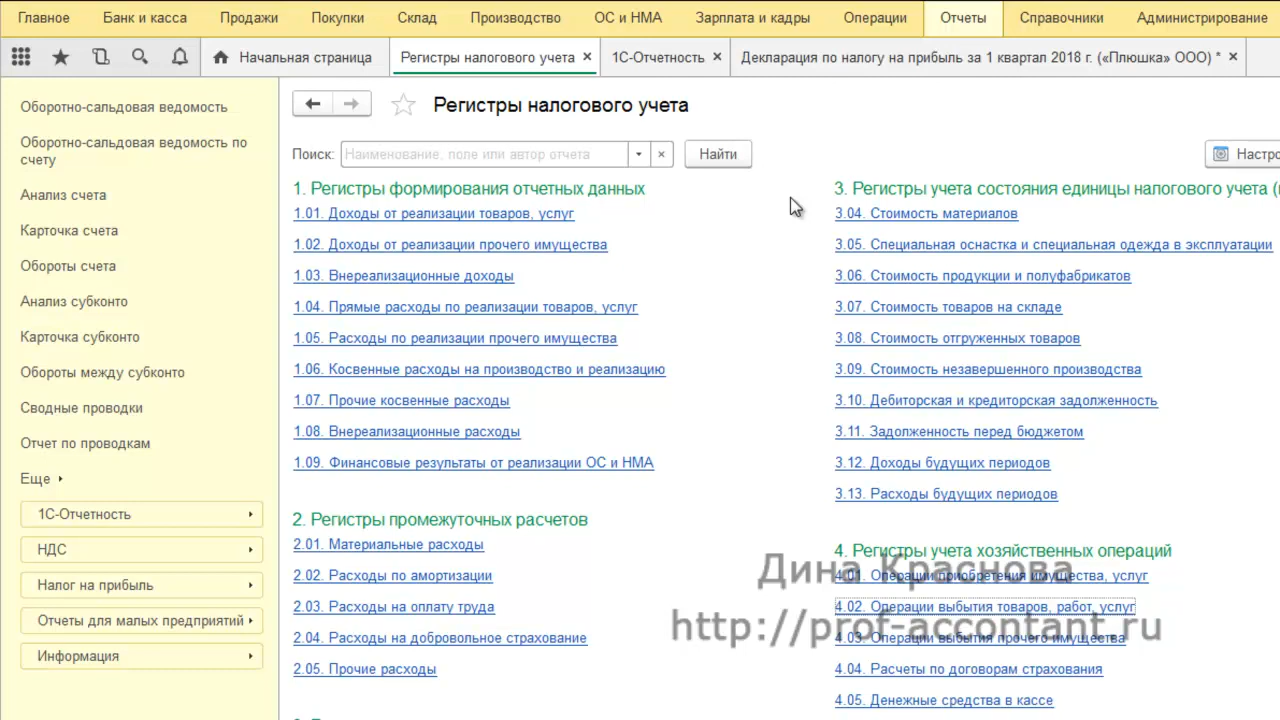 Главное Банк и касса Продажи Покупки Склад Производство ОС и НМА Зарплата и кадры Операции Отчеты Справочники Администрирование
Начальная страница Регистры налогового учета × 1С-Отчетность × Декларация по налогу на прибыль за 1 квартал 2018 г. («Плюшка» ООО) * ×
Оборотно-сальдовая ведомость
Оборотно-сальдовая ведомость по
счету
Анализ счета
Карточка счета
Обороты счета
Анализ субконто
Карточка субконто
Обороты между субконто
Сводные проводки
Отчет по проводкам
Еще
1С-Отчетность
НДС
Налог на прибыль
Отчеты для малых предприятий
Информация
Регистры налогового учета
Поиск: Наименование, поле или автор отчета × Найти Настро
1. Регистры формирования отчетных данных
1.01. Доходы от реализации товаров, услуг
1.02. Доходы от реализации прочего имущества
1.03. Внереализационные доходы
1.04. Прямые расходы по реализации товаров, услуг
1.05. Расходы по реализации прочего имущества
1.06. Косвенные расходы на производство и реализацию
1.07. Прочие косвенные расходы
1.08. Внереализационные расходы
1.09. Финансовые результаты от реализации ОС и НМА
2. Регистры промежуточных расчетов
2.01. Материальные расходы
2.02. Расходы по амортизации
2.03. Расходы на оплату труда
2.04. Расходы на добровольное страхование
2.05. Прочие расходы
3. Регистры учета состояния единицы налогового учета (
3.04. Стоимость материалов
3.05. Специальная оснастка и специальная одежда в эксплуатации
3.06. Стоимость продукции и полуфабрикатов
3.07. Стоимость товаров на складе
3.08. Стоимость отгруженных товаров
3.09. Стоимость незавершенного производства
3.10. Дебиторская и кредиторская задолженность
3.11. Задолженность перед бюджетом
3.12. Доходы будущих периодов
3.13. Расходы будущих периодов
4. Регистры учета хозяйственных операций
4.01. Операции приобретения имущества, услуг
4.02. Операции выбытия товаров, работ, услуг
4.03. Операции выбытия прочего имущества
4.04. Расчеты по договорам страхования
4.05. Денежные средства в кассе
Дина Краснова
http://prof-accontant.ru